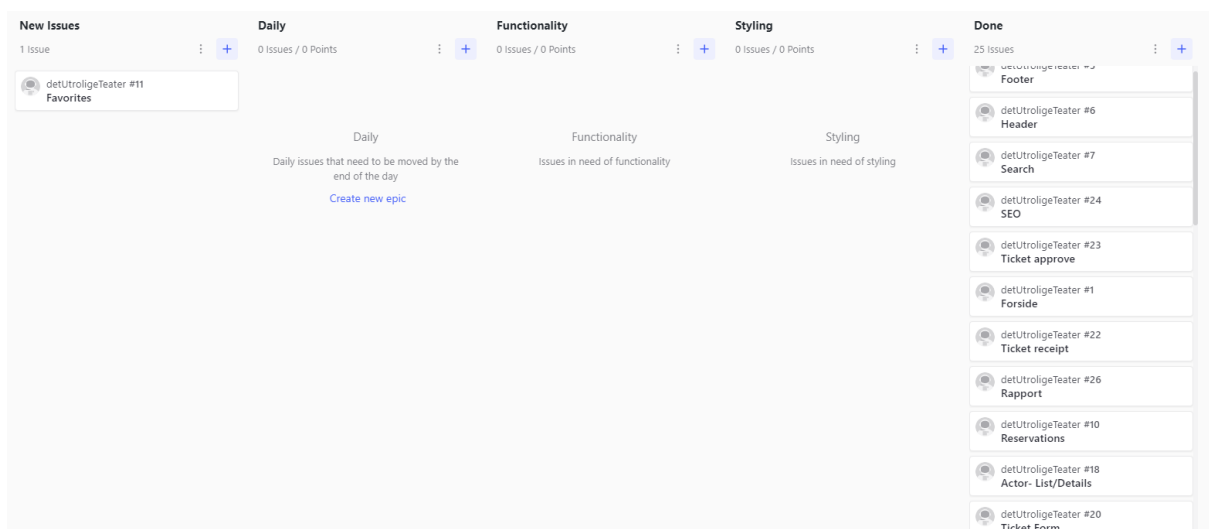 New Issues
1 Issue
detUtroligeTeater #11
Favorites
Daily
0 Issues / 0 Points
Daily
Daily issues that need to be moved by the
end of the day
Create new epic
Functionality
0 Issues / 0 Points
Functionality
Issues in need of functionality
Styling
0 Issues / 0 Points
Styling
Issues in need of styling
Done
25 Issues
detUtroligeTeater
Footer
detUtroligeTeater #6
Header
detUtroligeTeater #7
Search
detUtroligeTeater #24
SEO
detUtroligeTeater #23
Ticket approve
detUtroligeTeater #1
Forside
detUtroligeTeater #22
Ticket receipt
detUtroligeTeater #26
Rapport
detUtroligeTeater #10
Reservations
detUtroligeTeater #18
Actor- List/Details
detUtroligeTeater #20
Ticket Form